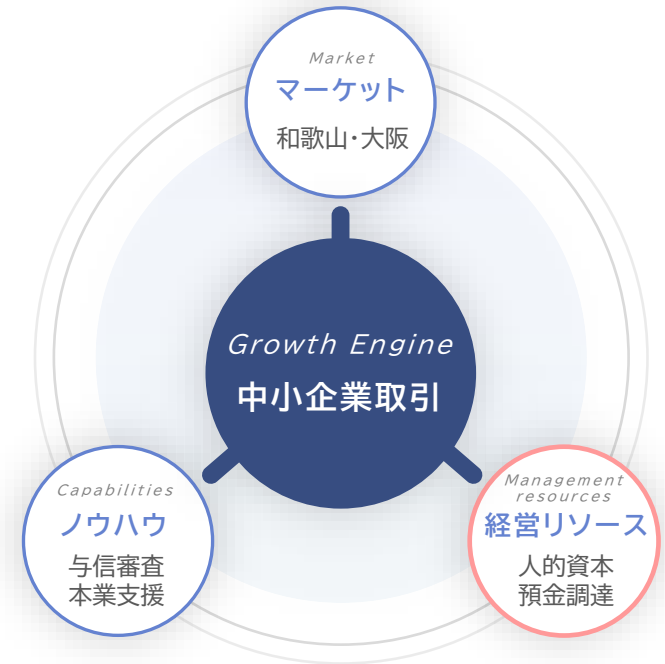 Market
マーケット
和歌山・大阪
Growth Engine
中小企業取引
Capabilities
ノウハウ
与信審査
本業支援
Management
resources
経営リソース
人的資本
預金調達